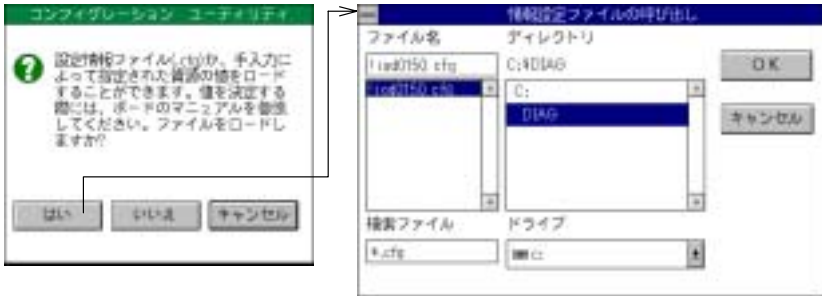 コンフィグレーション ユーティリティ
設定情報ファイル(.cfg)か、手入力に
よって指定された資源の値をロード
することができます。値を決定する
際には、ボードのマニュアルを参照
してください。ファイルをロードし
ますか?
はい いいえ キャンセル
情報設定ファイルの呼び出し
ファイル名 ディレクトリ
C:¥DIAG
OK
C:
DIAG
キャンセル
検索ファイル ドライブ
*.cfg
c: